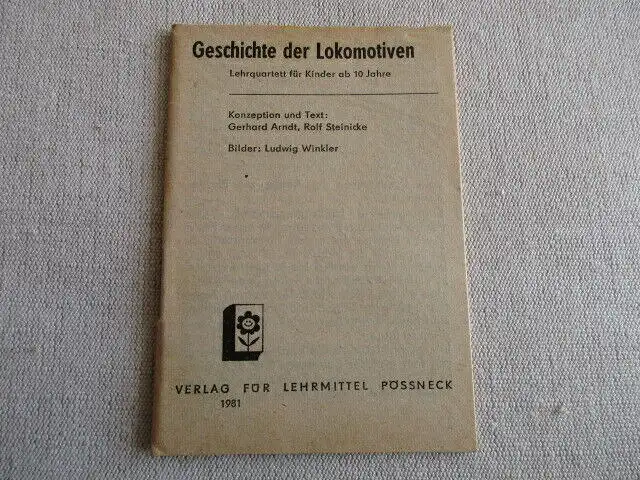 Geschichte der Lokomotiven
Lehrquartett für Kinder ab 10 Jahre
Konzeption und Text:
Gerhard Arndt, Rolf Steinicke
Bilder: Ludwig Winkler
VERLAG FÜR LEHRMITTEL PÖSSNECK
1981